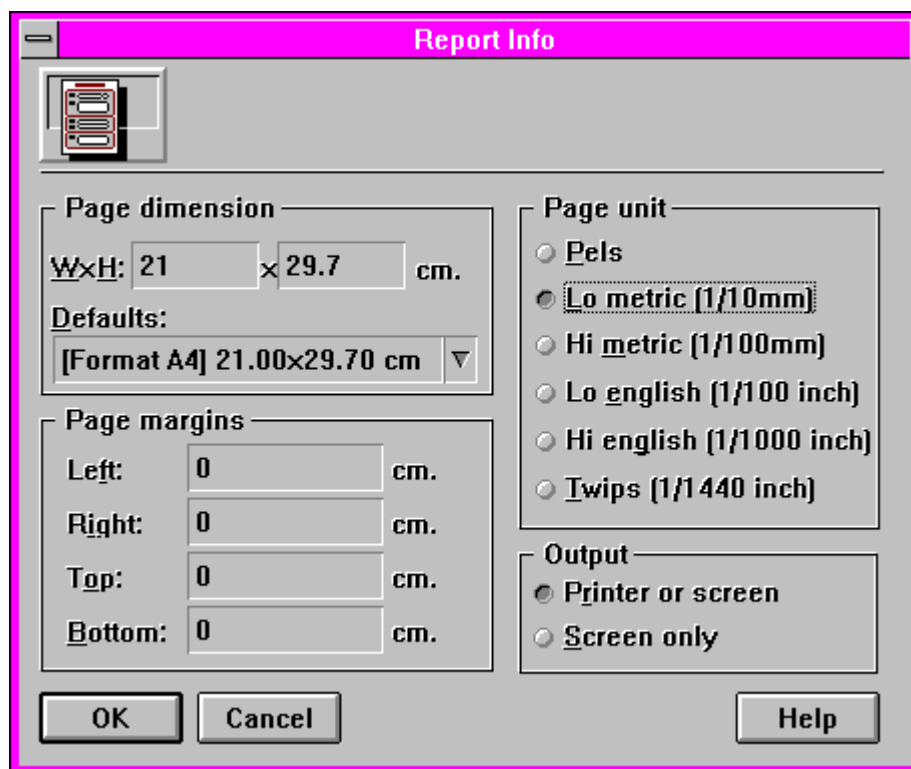 Report Info
Page dimension
WxH: 21 x 29.7 cm.
Defaults:
[Format A4] 21.00x29.70 cm
Page margins
Left: 0 cm.
Right: 0 cm.
Top: 0 cm.
Bottom: 0 cm.
Page unit
Pels
Lo metric (1/10mm)
Hi metric (1/100mm)
Lo english (1/100 inch)
Hi english (1/1000 inch)
Twips (1/1440 inch)
Output
Printer or screen
Screen only
OK Cancel Help